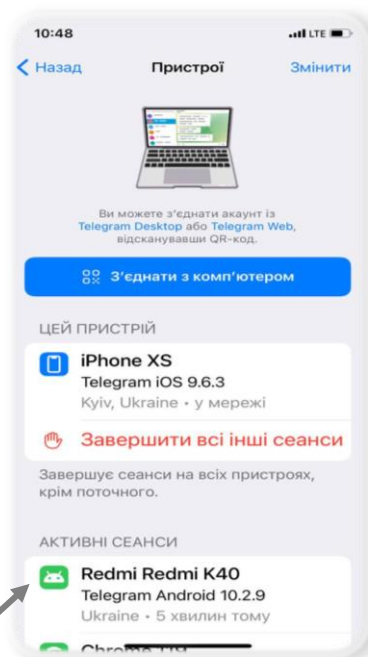 10:48
LTE
Назад
Пристрої
Змінити
Ви можете з'єднати акаунт із
Telegram Desktop або Telegram Web,
відсканувавши QR-код.
З'єднати з комп'ютером
ЦЕЙ ПРИСТРІЙ
iPhone XS
Telegram iOS 9.6.3
Kyiv, Ukraine • у мережі
Завершити всі інші сеанси
Завершує сеанси на всіх пристроях,
крім поточного.
АКТИВНІ СЕАНСИ
Redmi Redmi K40
Telegram Android 10.2.9
Ukraine • 5 хвилин тому
Chrome 119